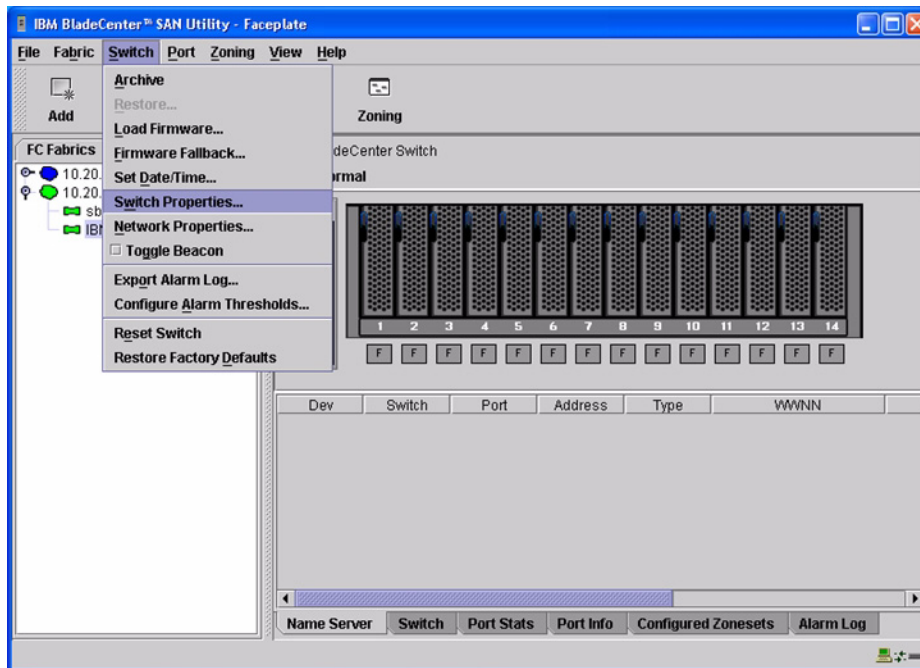 IBM BladeCenter™ SAN Utility - Faceplate
File Fabric Switch Port Zoning View Help
Add Zoning
Archive
Restore...
Load Firmware...
Firmware Fallback...
Set Date/Time...
Switch Properties...
Network Properties...
Toggle Beacon
Export Alarm Log...
Configure Alarm Thresholds...
Reset Switch
Restore Factory Defaults
FC Fabrics
10.20.
10.20.
sb
IB
deCenter Switch
rmal
1 2 3 4 5 6 7 8 9 10 11 12 13 14
F F F F F F F F F F F F F F
Dev Switch Port Address Type WWNN
Name Server Switch Port Stats Port Info Configured Zonesets Alarm Log